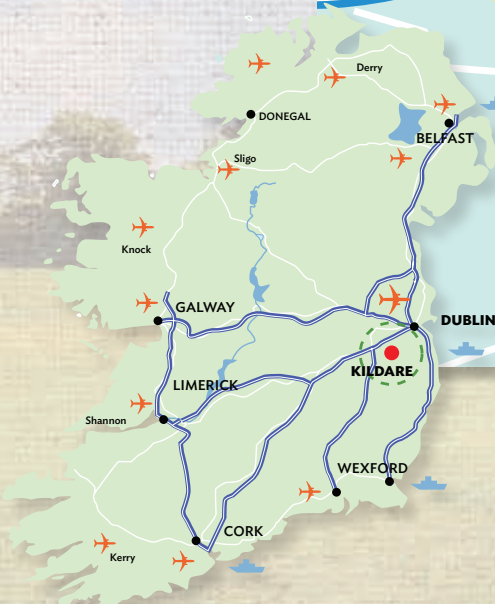 Derry
DONEGAL
BELFAST
Sligo
Knock
GALWAY
DUBLIN
KILDARE
LIMERICK
Shannon
WEXFORD
CORK
Kerry